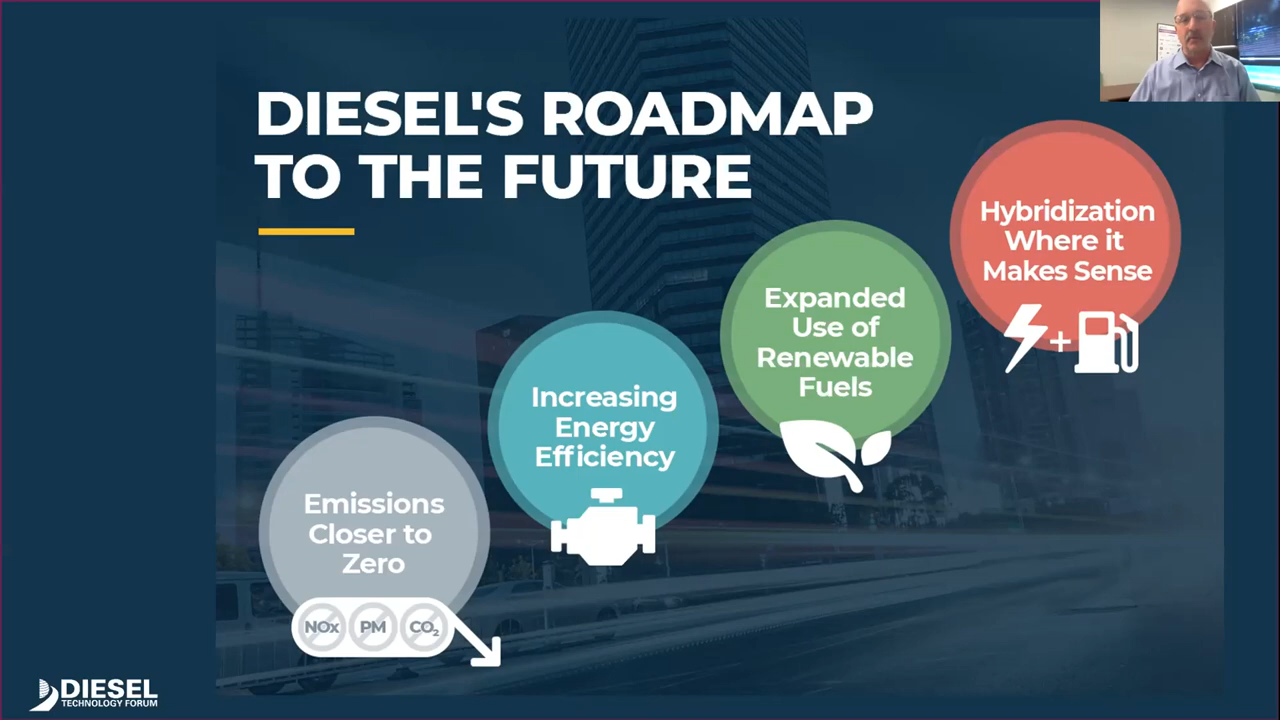 DIESEL'S ROADMAP
TO THE FUTURE
Emissions
Closer to
Zero
NOx PM CO₂
Increasing
Energy
Efficiency
Expanded
Use of
Renewable
Fuels
Hybridization
Where it
Makes Sense
+
DIESEL
TECHNOLOGY FORUM